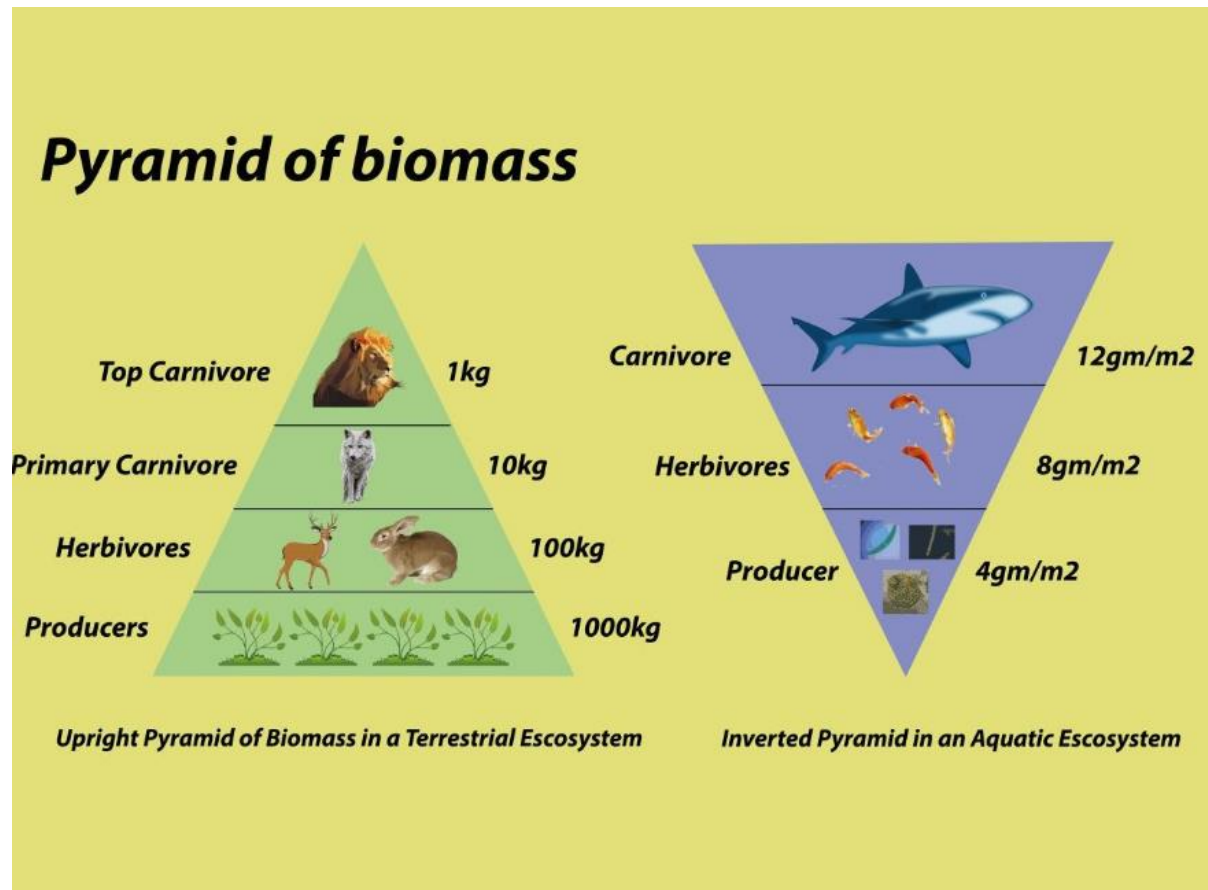 Pyramid of biomass
Top Carnivore 1kg
Primary Carnivore 10kg
Herbivores 100kg
Producers 1000kg
Upright Pyramid of Biomass in a Terrestrial Escosystem
Carnivore 12gm/m2
Herbivores 8gm/m2
Producer 4gm/m2
Inverted Pyramid in an Aquatic Escosystem